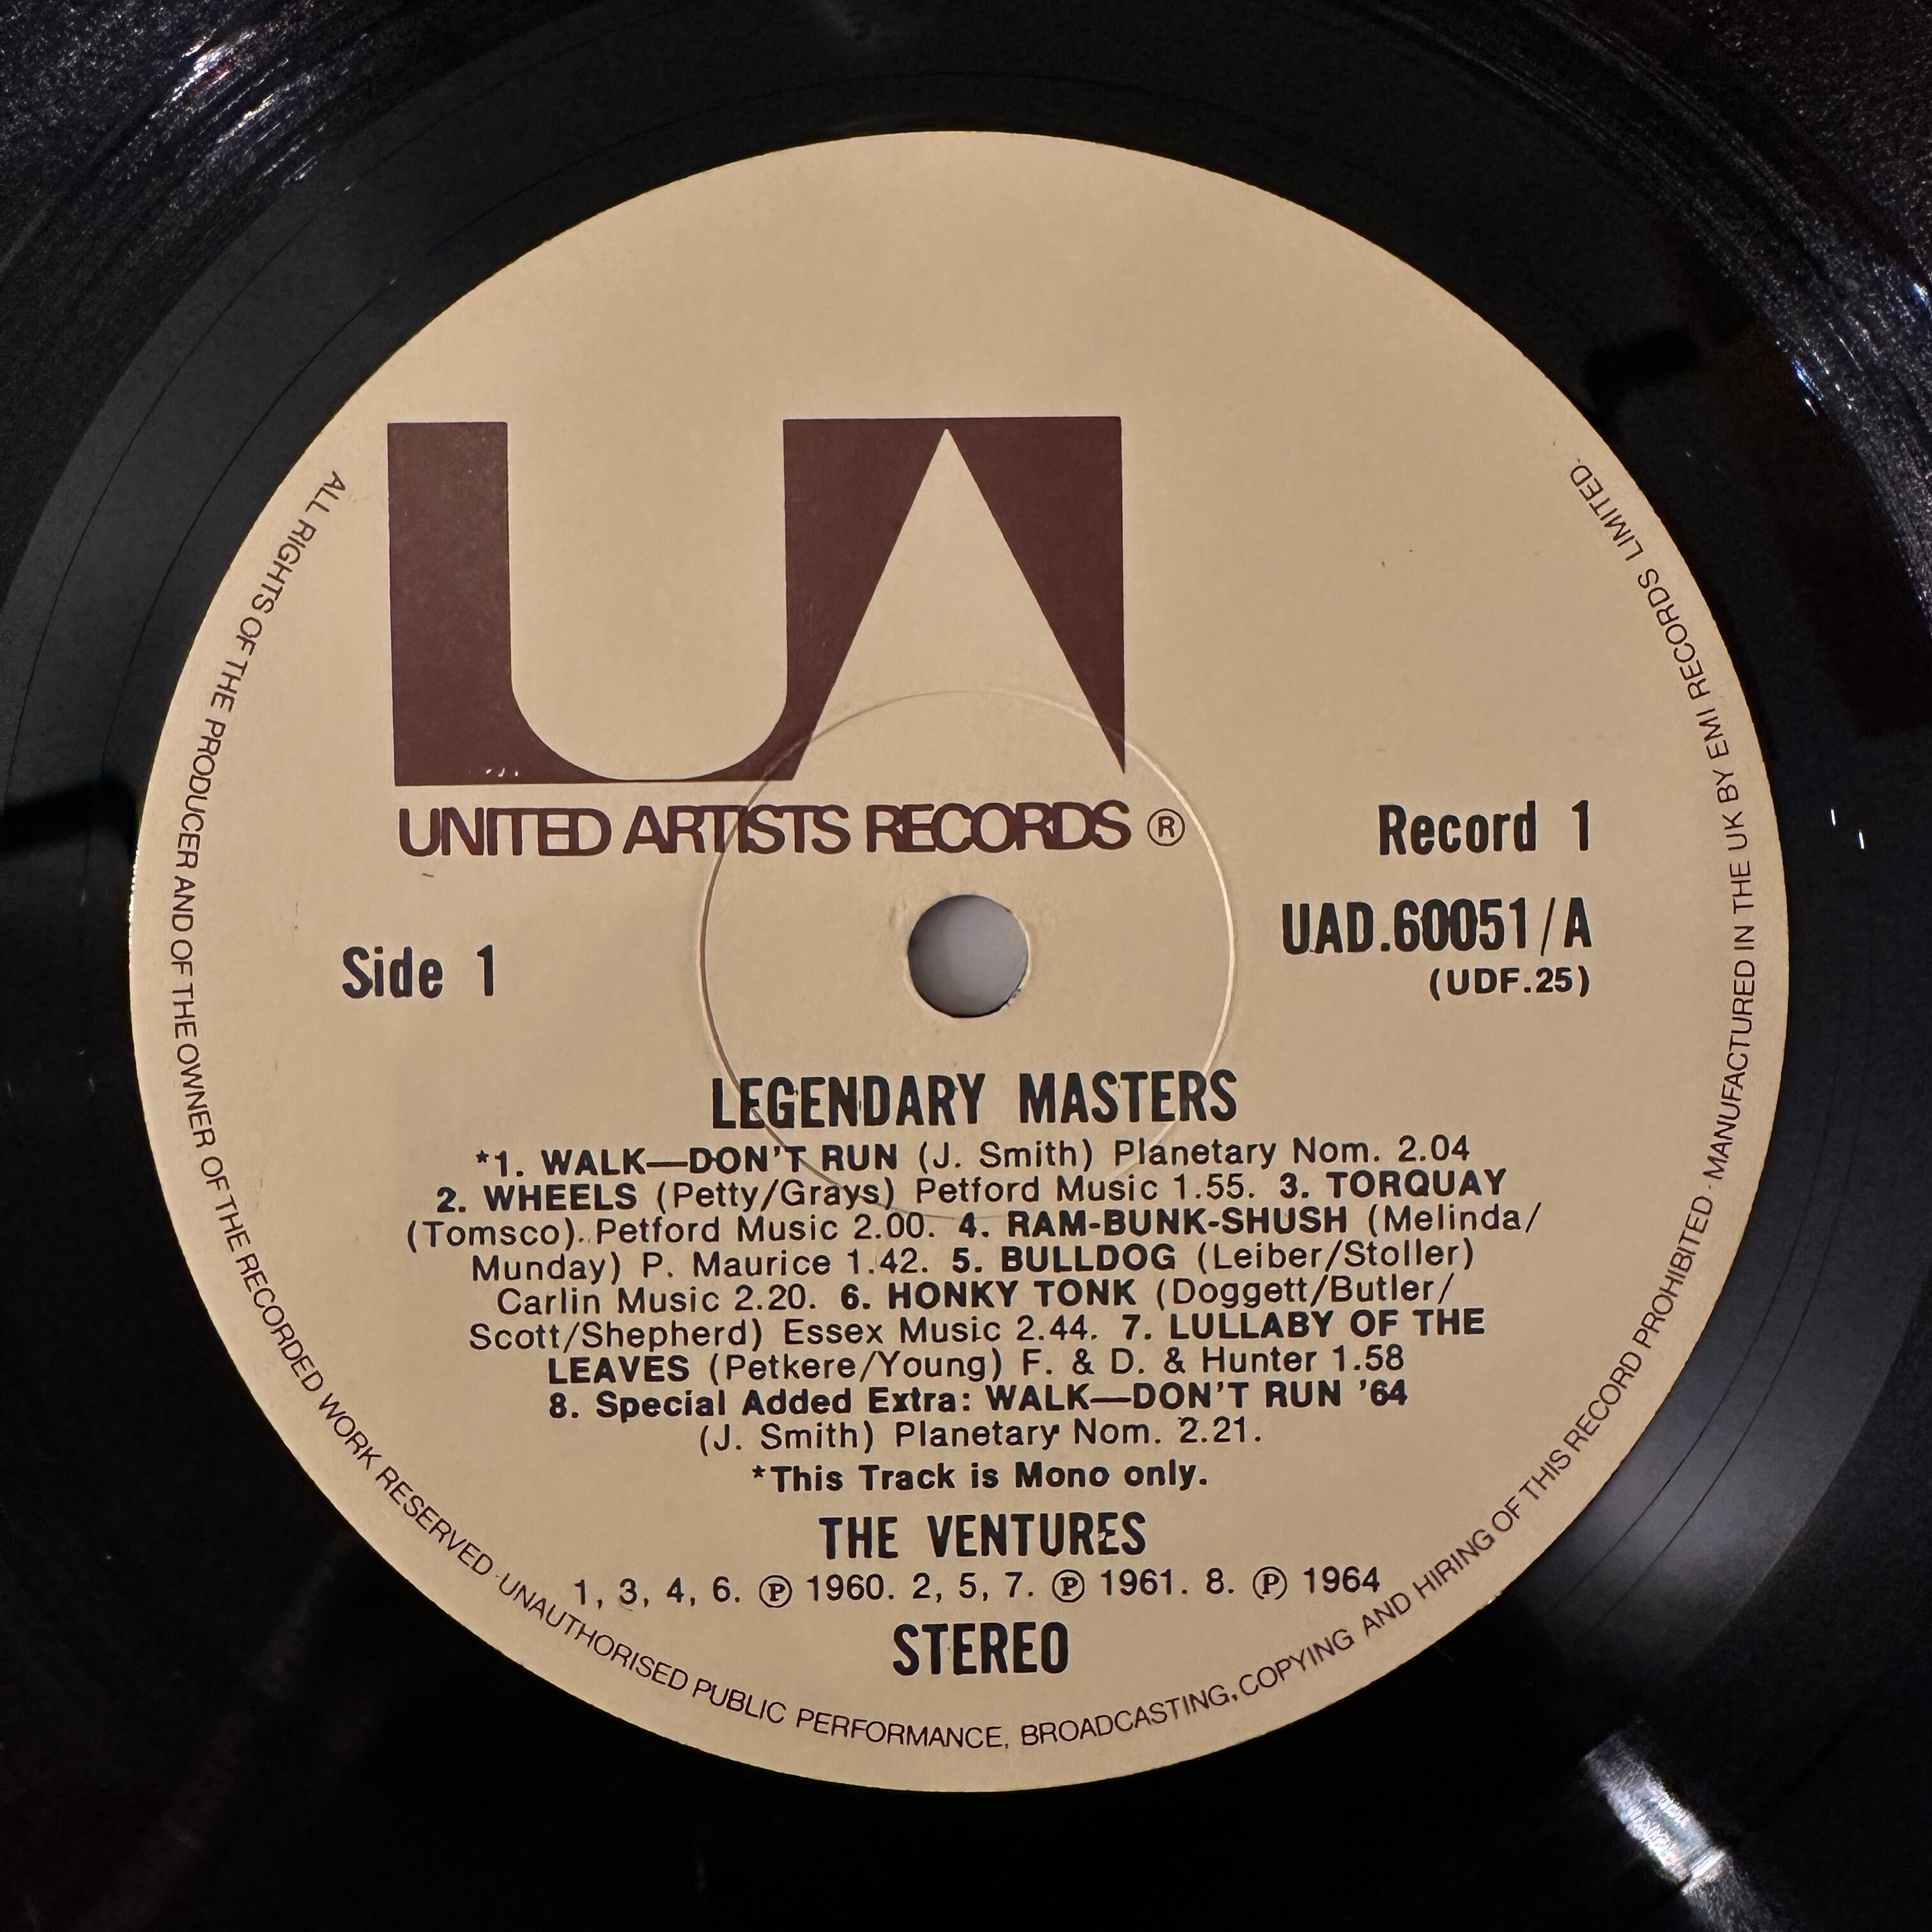 UA
UNITED ARTISTS RECORDS ®
Record 1
UAD.60051/A
(UDF.25)
Side 1
LEGENDARY MASTERS
*1. WALK—DON'T RUN (J. Smith) Planetary Nom. 2.04
2. WHEELS (Petty/Grays) Petford Music 1.55. 3. TORQUAY
(Tomsco). Petford Music 2.00. 4. RAM-BUNK-SHUSH (Melinda/
Munday) P. Maurice 1.42. 5. BULLDOG (Leiber/Stoller)
Carlin Music 2.20. 6. HONKY TONK (Doggett/Butler/
Scott/Shepherd) Essex Music 2.44. 7. LULLABY OF THE
LEAVES (Petkere/Young) F. & D. & Hunter 1.58
8. Special Added Extra: WALK—DON'T RUN '64
(J. Smith) Planetary Nom. 2.21.
*This Track is Mono only.
THE VENTURES
1, 3, 4, 6. ℗ 1960. 2, 5, 7. ℗ 1961. 8. ℗ 1964
STEREO
ALL RIGHTS OF THE PRODUCER AND OF THE OWNER OF THE RECORDED WORK RESERVED · UNAUTHORISED PUBLIC PERFORMANCE, BROADCASTING, COPYING AND HIRING OF THIS RECORD PROHIBITED · MANUFACTURED IN THE UK BY EMI RECORDS LIMITED.